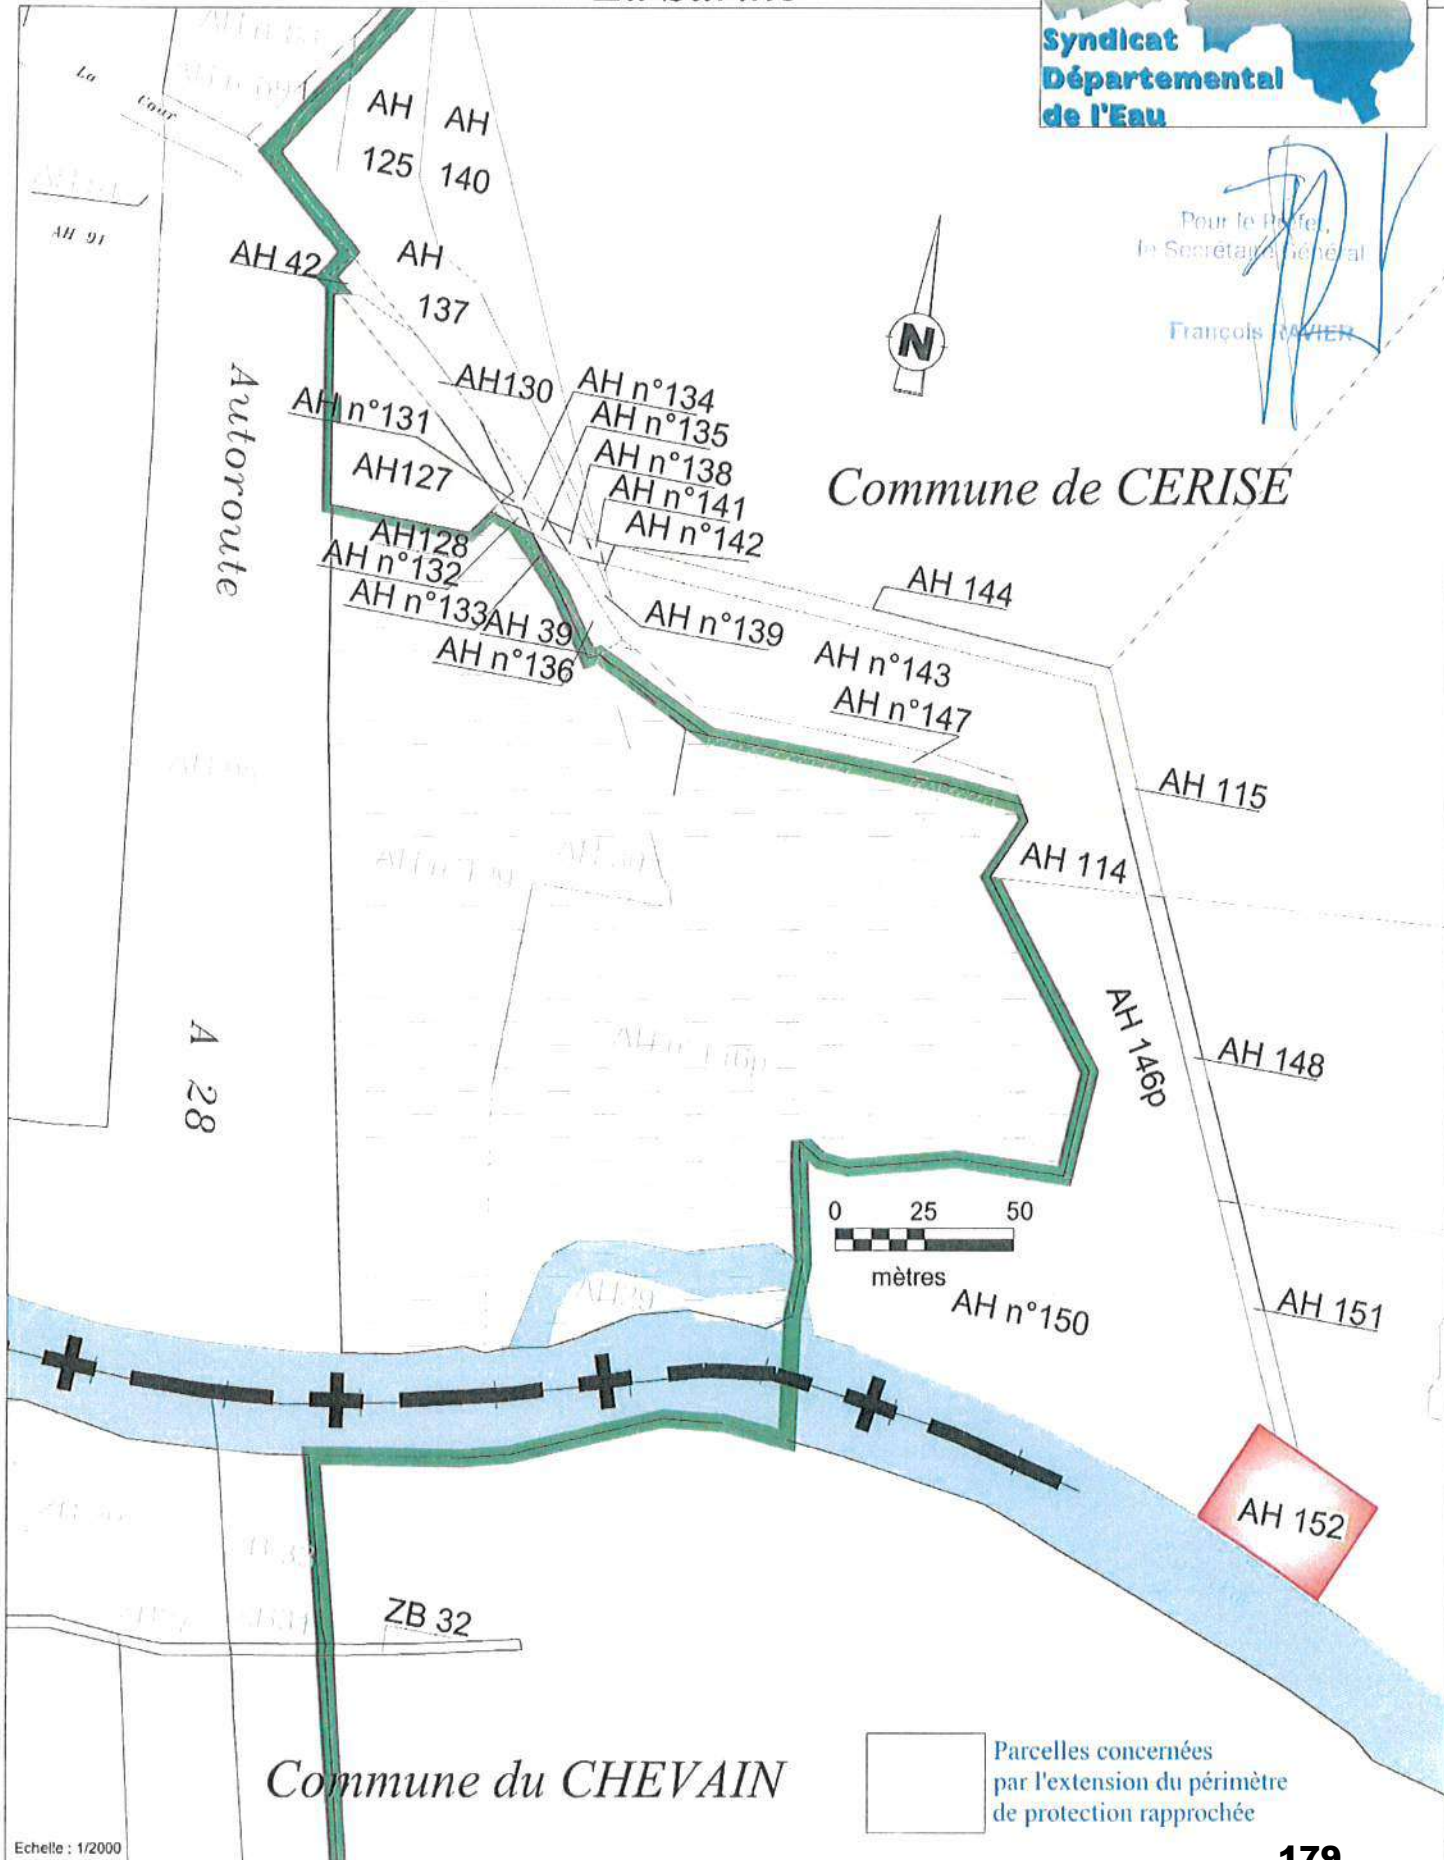 Syndicat
Départemental
de l'Eau
La
Cour
AH
125
AH
140
AH 91
Pour le Préfet,
le Secrétaire Général
François RAVIER
AH 42
AH
137
N
Autoroute
AH130
AH n°134
AH n°131
AH n°135
AH n°138
AH127
AH n°141
Commune de CERISE
AH128
AH n°142
AH n°132
AH n°133
AH 39
AH n°136
AH n°139
AH 144
AH n°143
AH n°147
AH 115
AH 114
A 28
AH 146p
AH 148
0 25 50
mètres
AH n°150
AH 151
AH 152
ZB 32
Commune du CHEVAIN
Parcelles concernées
par l'extension du périmètre
de protection rapprochée
Echelle : 1/2000
179